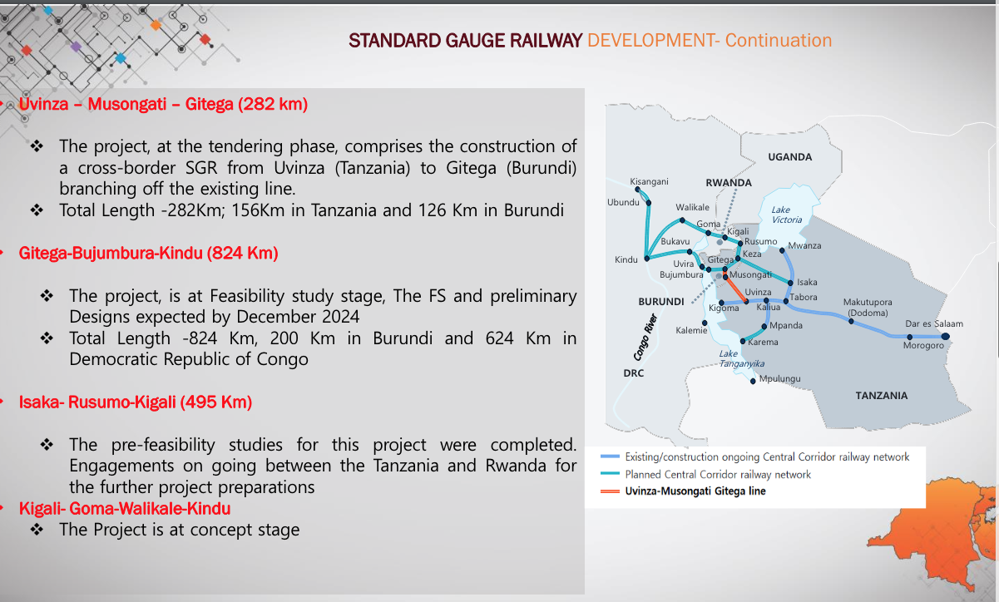 STANDARD GAUGE RAILWAY DEVELOPMENT- Continuation
Uvinza – Musongati – Gitega (282 km)
❖ The project, at the tendering phase, comprises the construction of
a cross-border SGR from Uvinza (Tanzania) to Gitega (Burundi)
branching off the existing line.
❖ Total Length -282Km; 156Km in Tanzania and 126 Km in Burundi
Gitega-Bujumbura-Kindu (824 Km)
❖ The project, is at Feasibility study stage, The FS and preliminary
Designs expected by December 2024
❖ Total Length -824 Km, 200 Km in Burundi and 624 Km in
Democratic Republic of Congo
Isaka- Rusumo-Kigali (495 Km)
❖ The pre-feasibility studies for this project were completed.
Engagements on going between the Tanzania and Rwanda for
the further project preparations
Kigali- Goma-Walikale-Kindu
❖ The Project is at concept stage
UGANDA
Kisangani
RWANDA
Ubundu
Walikale
Lake
Victoria
Goma
Kigali
Bukavu
Rusumo
Mwanza
Keza
Kindu
Uvira
Gitega
Bujumbura
Musongati
Isaka
Uvinza
Tabora
BURUNDI
Kigoma
Kaliua
Makutupora
(Dodoma)
Kalemie
Mpanda
Dar es Salaam
Congo River
Karema
Morogoro
Lake
Tanganyika
DRC
Mpulungu
TANZANIA
Existing/construction ongoing Central Corridor railway network
Planned Central Corridor railway network
Uvinza-Musongati Gitega line